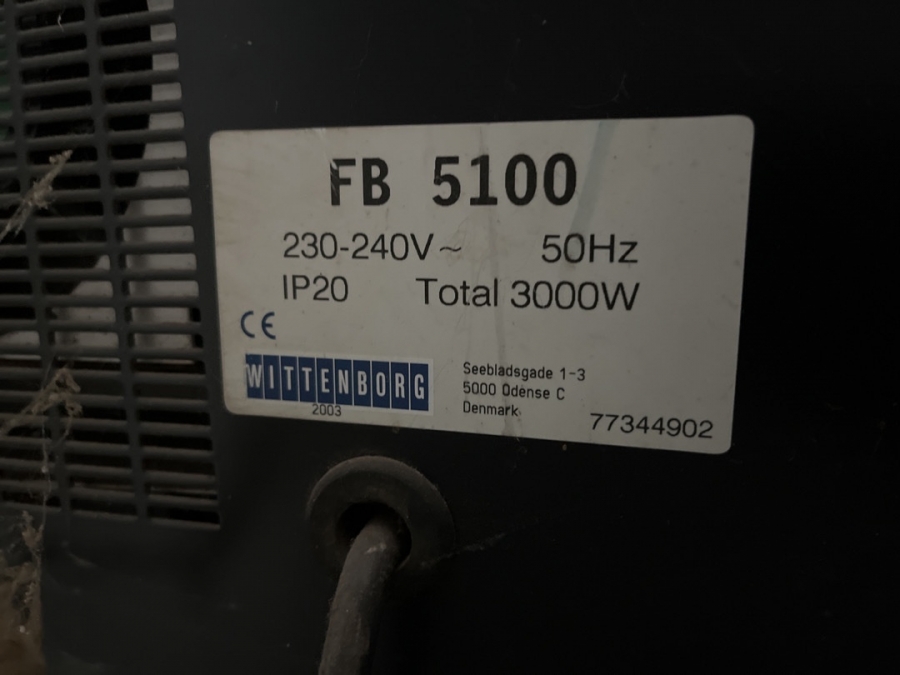 FB 5100
230-240V~ 50Hz
IP20 Total 3000W
CE
WITTENBORG
2003
Seebladsgade 1-3
5000 Odense C
Denmark
77344902